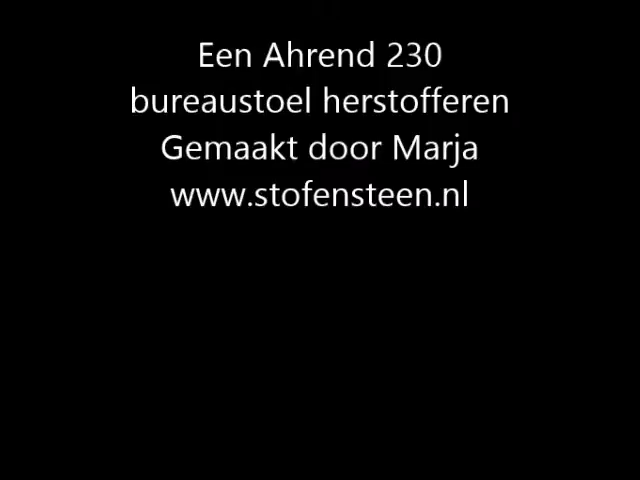 Een Ahrend 230
bureaustoel herstofferen
Gemaakt door Marja
www.stofensteen.nl